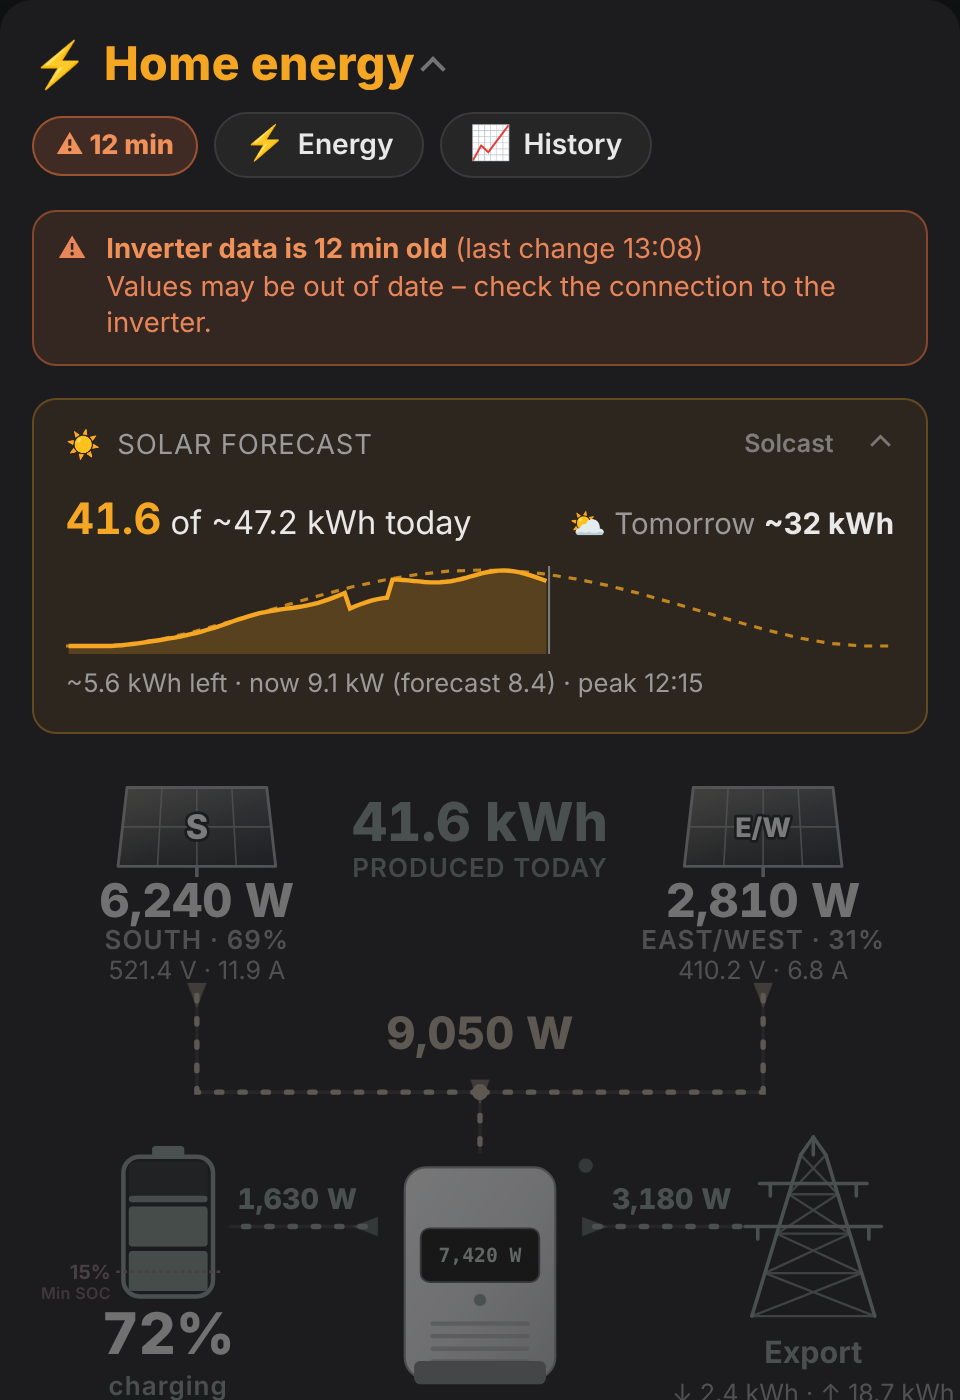 ⚡ Home energy
⚠ 12 min
⚡ Energy
📈 History
⚠ Inverter data is 12 min old (last change 13:08)
Values may be out of date – check the connection to the
inverter.
☀️ SOLAR FORECAST
Solcast
41.6 of ~47.2 kWh today
⛅ Tomorrow ~32 kWh
~5.6 kWh left · now 9.1 kW (forecast 8.4) · peak 12:15
S
41.6 kWh
PRODUCED TODAY
E/W
6,240 W
SOUTH · 69%
521.4 V · 11.9 A
2,810 W
EAST/WEST · 31%
410.2 V · 6.8 A
9,050 W
1,630 W
3,180 W
7,420 W
15%
Min SOC
72%
charging
Export
↓ 2.4 kWh · ↑ 18.7 kWh